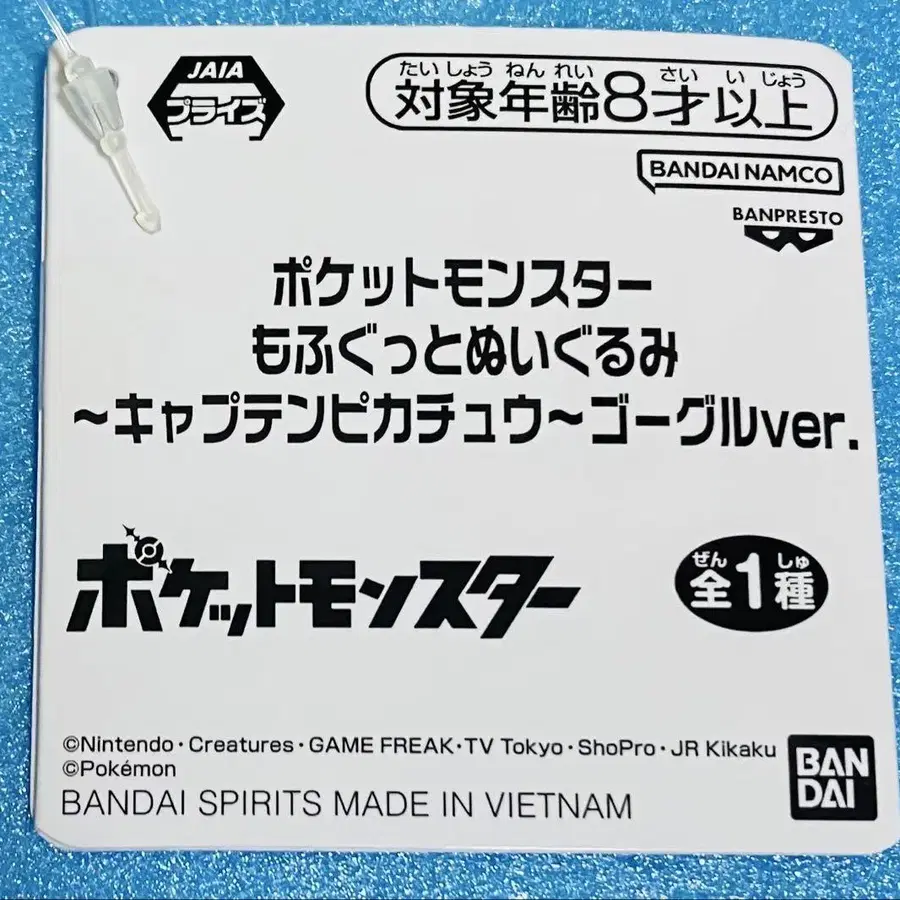 JAIA
プライズ
たいしょうねんれい さいいじょう
対象年齢8才以上
BANDAI NAMCO
BANPRESTO
ポケットモンスター
もふぐっとぬいぐるみ
～キャプテンピカチュウ～ゴーグルver.
ポケットモンスター
ぜん しゅ
全1種
©Nintendo・Creatures・GAME FREAK・TV Tokyo・ShoPro・JR Kikaku
©Pokémon
BANDAI SPIRITS MADE IN VIETNAM
BAN
DAI